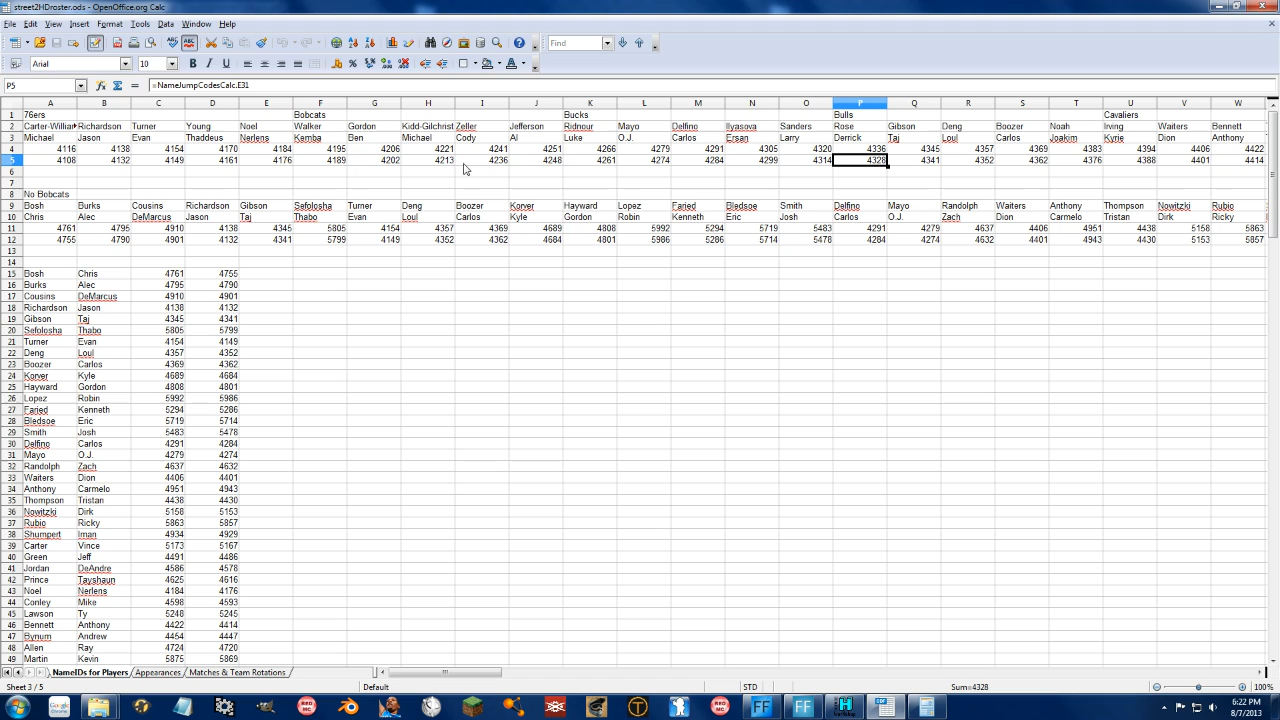 street2HDroster.ods - OpenOffice.org Calc
File Edit View Insert Format Tools Data Window Help
Find
Arial 10
P5 =NameJumpCodesCalc.E31
A B C D E F G H I J K L M N O P Q R S T U V W
1 76ers Bobcats Bucks Bulls Cavaliers
2 Carter-William Richardson Turner Young Noel Walker Gordon Kidd-Gilchrist Zeller Jefferson Ridnour Mayo Delfino Ilyasova Sanders Rose Gibson Deng Boozer Noah Irving Waiters Bennett
3 Michael Jason Evan Thaddeus Nerlens Kemba Ben Michael Cody Al Luke O.J. Carlos Ersan Larry Derrick Taj Loul Carlos Joakim Kyrie Dion Anthony
4 4116 4138 4154 4170 4184 4195 4206 4221 4241 4251 4266 4279 4291 4305 4320 4336 4345 4357 4369 4383 4395 4406 4422
5 4108 4132 4149 4161 4176 4189 4202 4213 4236 4248 4261 4274 4284 4299 4314 4328 4341 4352 4362 4376 4388 4401 4414
6
7
8 No Bobcats
9 Bosh Burks Cousins Richardson Gibson Sefolosha Turner Deng Boozer Korver Hayward Lopez Faried Bledsoe Smith Delfino Mayo Randolph Waiters Anthony Thompson Nowitzki Rubio
10 Chris Alec DeMarcus Jason Taj Thabo Evan Loul Carlos Kyle Gordon Robin Kenneth Eric Josh Carlos O.J. Zach Dion Carmelo Tristan Dirk Ricky
11 4761 4795 4910 4138 4345 5805 4154 4357 4369 4689 4808 5992 5294 5719 5483 4291 4279 4637 4406 4951 4438 5158 5863
12 4755 4790 4901 4132 4341 5799 4149 4352 4362 4684 4801 5986 5286 5714 5478 4284 4274 4632 4401 4943 4430 5153 5857
13
14
15 Bosh Chris 4761 4755
16 Burks Alec 4795 4790
17 Cousins DeMarcus 4910 4901
18 Richardson Jason 4138 4132
19 Gibson Taj 4345 4341
20 Sefolosha Thabo 5805 5799
21 Turner Evan 4154 4149
22 Deng Loul 4357 4352
23 Boozer Carlos 4369 4362
24 Korver Kyle 4689 4684
25 Hayward Gordon 4808 4801
26 Lopez Robin 5992 5986
27 Faried Kenneth 5294 5286
28 Bledsoe Eric 5719 5714
29 Smith Josh 5483 5478
30 Delfino Carlos 4291 4284
31 Mayo O.J. 4279 4274
32 Randolph Zach 4637 4632
33 Waiters Dion 4406 4401
34 Anthony Carmelo 4951 4943
35 Thompson Tristan 4438 4430
36 Nowitzki Dirk 5158 5153
37 Rubio Ricky 5863 5857
38 Shumpert Iman 4934 4929
39 Carter Vince 5173 5167
40 Green Jeff 4491 4486
41 Jordan DeAndre 4586 4578
42 Prince Tayshaun 4625 4616
43 Noel Nerlens 4184 4176
44 Conley Mike 4598 4593
45 Lawson Ty 5248 5245
46 Bennett Anthony 4422 4414
47 Bynum Andrew 4454 4447
48 Allen Ray 4724 4720
49 Martin Kevin 5875 5869
NameIDs for Players Appearances Matches & Team Rotations
Sheet 3 / 5 Default STD Sum=4328 100%
6:22 PM
8/7/2013